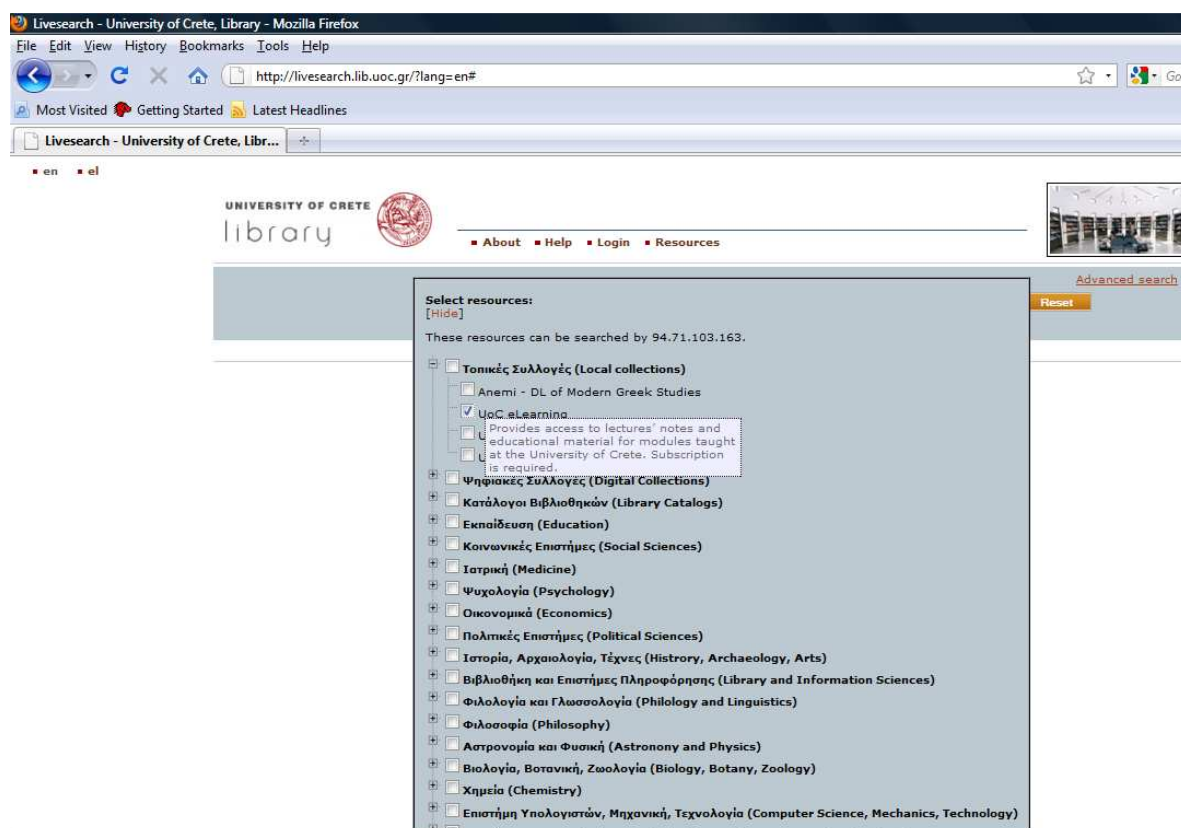 Livesearch - University of Crete, Library - Mozilla Firefox
File Edit View History Bookmarks Tools Help
http://livesearch.lib.uoc.gr/?lang=en# Go
Most Visited Getting Started Latest Headlines
Livesearch - University of Crete, Libr...
en el
UNIVERSITY OF CRETE
library
About Help Login Resources
Advanced search
Reset
Select resources:
[Hide]
These resources can be searched by 94.71.103.163.
Τοπικές Συλλογές (Local collections)
Anemi - DL of Modern Greek Studies
UoC eLearning
Provides access to lectures' notes and
educational material for modules taught
at the University of Crete. Subscription
is required.
Ψηφιακές Συλλογές (Digital Collections)
Κατάλογοι Βιβλιοθηκών (Library Catalogs)
Εκπαίδευση (Education)
Κοινωνικές Επιστήμες (Social Sciences)
Ιατρική (Medicine)
Ψυχολογία (Psychology)
Οικονομικά (Economics)
Πολιτικές Επιστήμες (Political Sciences)
Ιστορία, Αρχαιολογία, Τέχνες (Histrory, Archaeology, Arts)
Βιβλιοθήκη και Επιστήμες Πληροφόρησης (Library and Information Sciences)
Φιλολογία και Γλωσσολογία (Philology and Linguistics)
Φιλοσοφία (Philosophy)
Αστρονομία και Φυσική (Astronony and Physics)
Βιολογία, Βοτανική, Ζωολογία (Biology, Botany, Zoology)
Χημεία (Chemistry)
Επιστήμη Υπολογιστών, Μηχανική, Τεχνολογία (Computer Science, Mechanics, Technology)